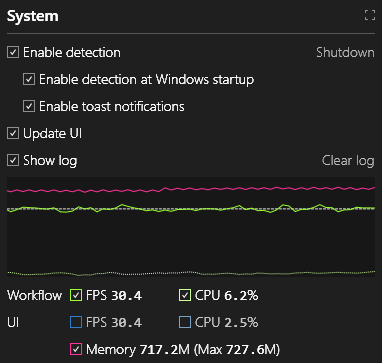 System
Enable detection Shutdown
Enable detection at Windows startup
Enable toast notifications
Update UI
Show log Clear log
Workflow FPS 30.4 CPU 6.2%
UI FPS 30.4 CPU 2.5%
Memory 717.2M (Max 727.6M)